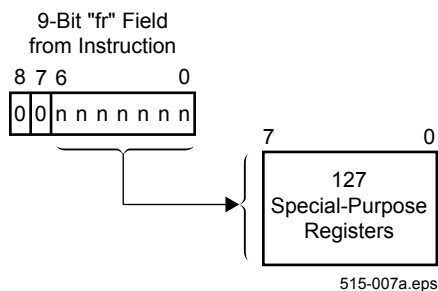 9-Bit "fr" Field
from Instruction
8 7 6 0
0 0 n n n n n n n
7 0
127
Special-Purpose
Registers
515-007a.eps